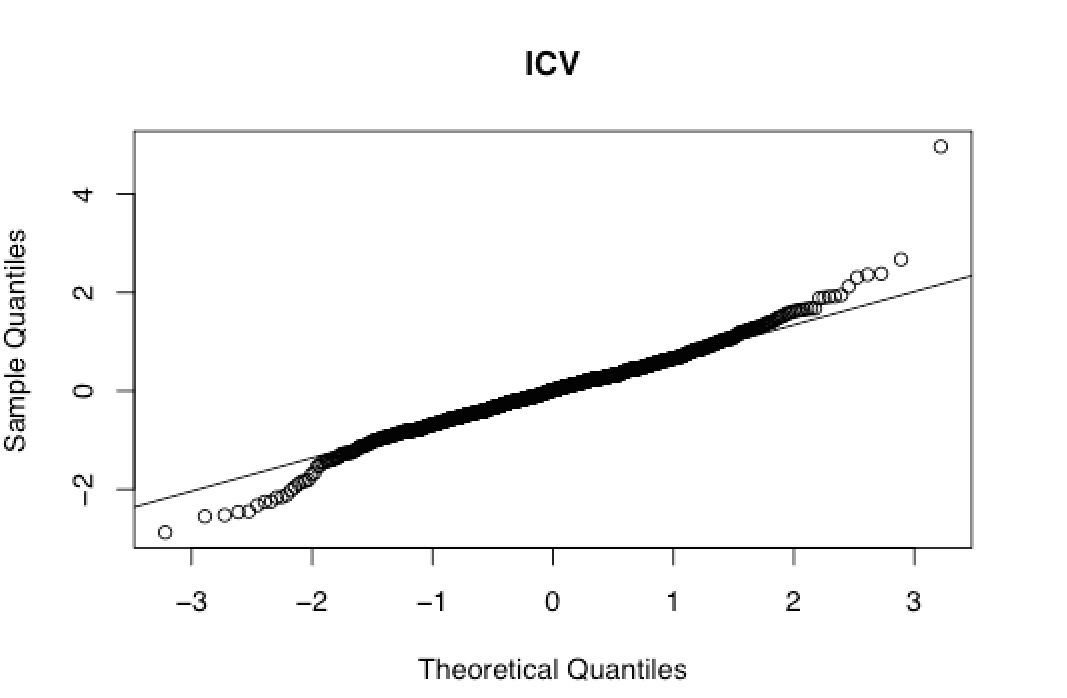 ICV
Sample Quantiles
4
2
0
−2
−3 −2 −1 0 1 2 3
Theoretical Quantiles